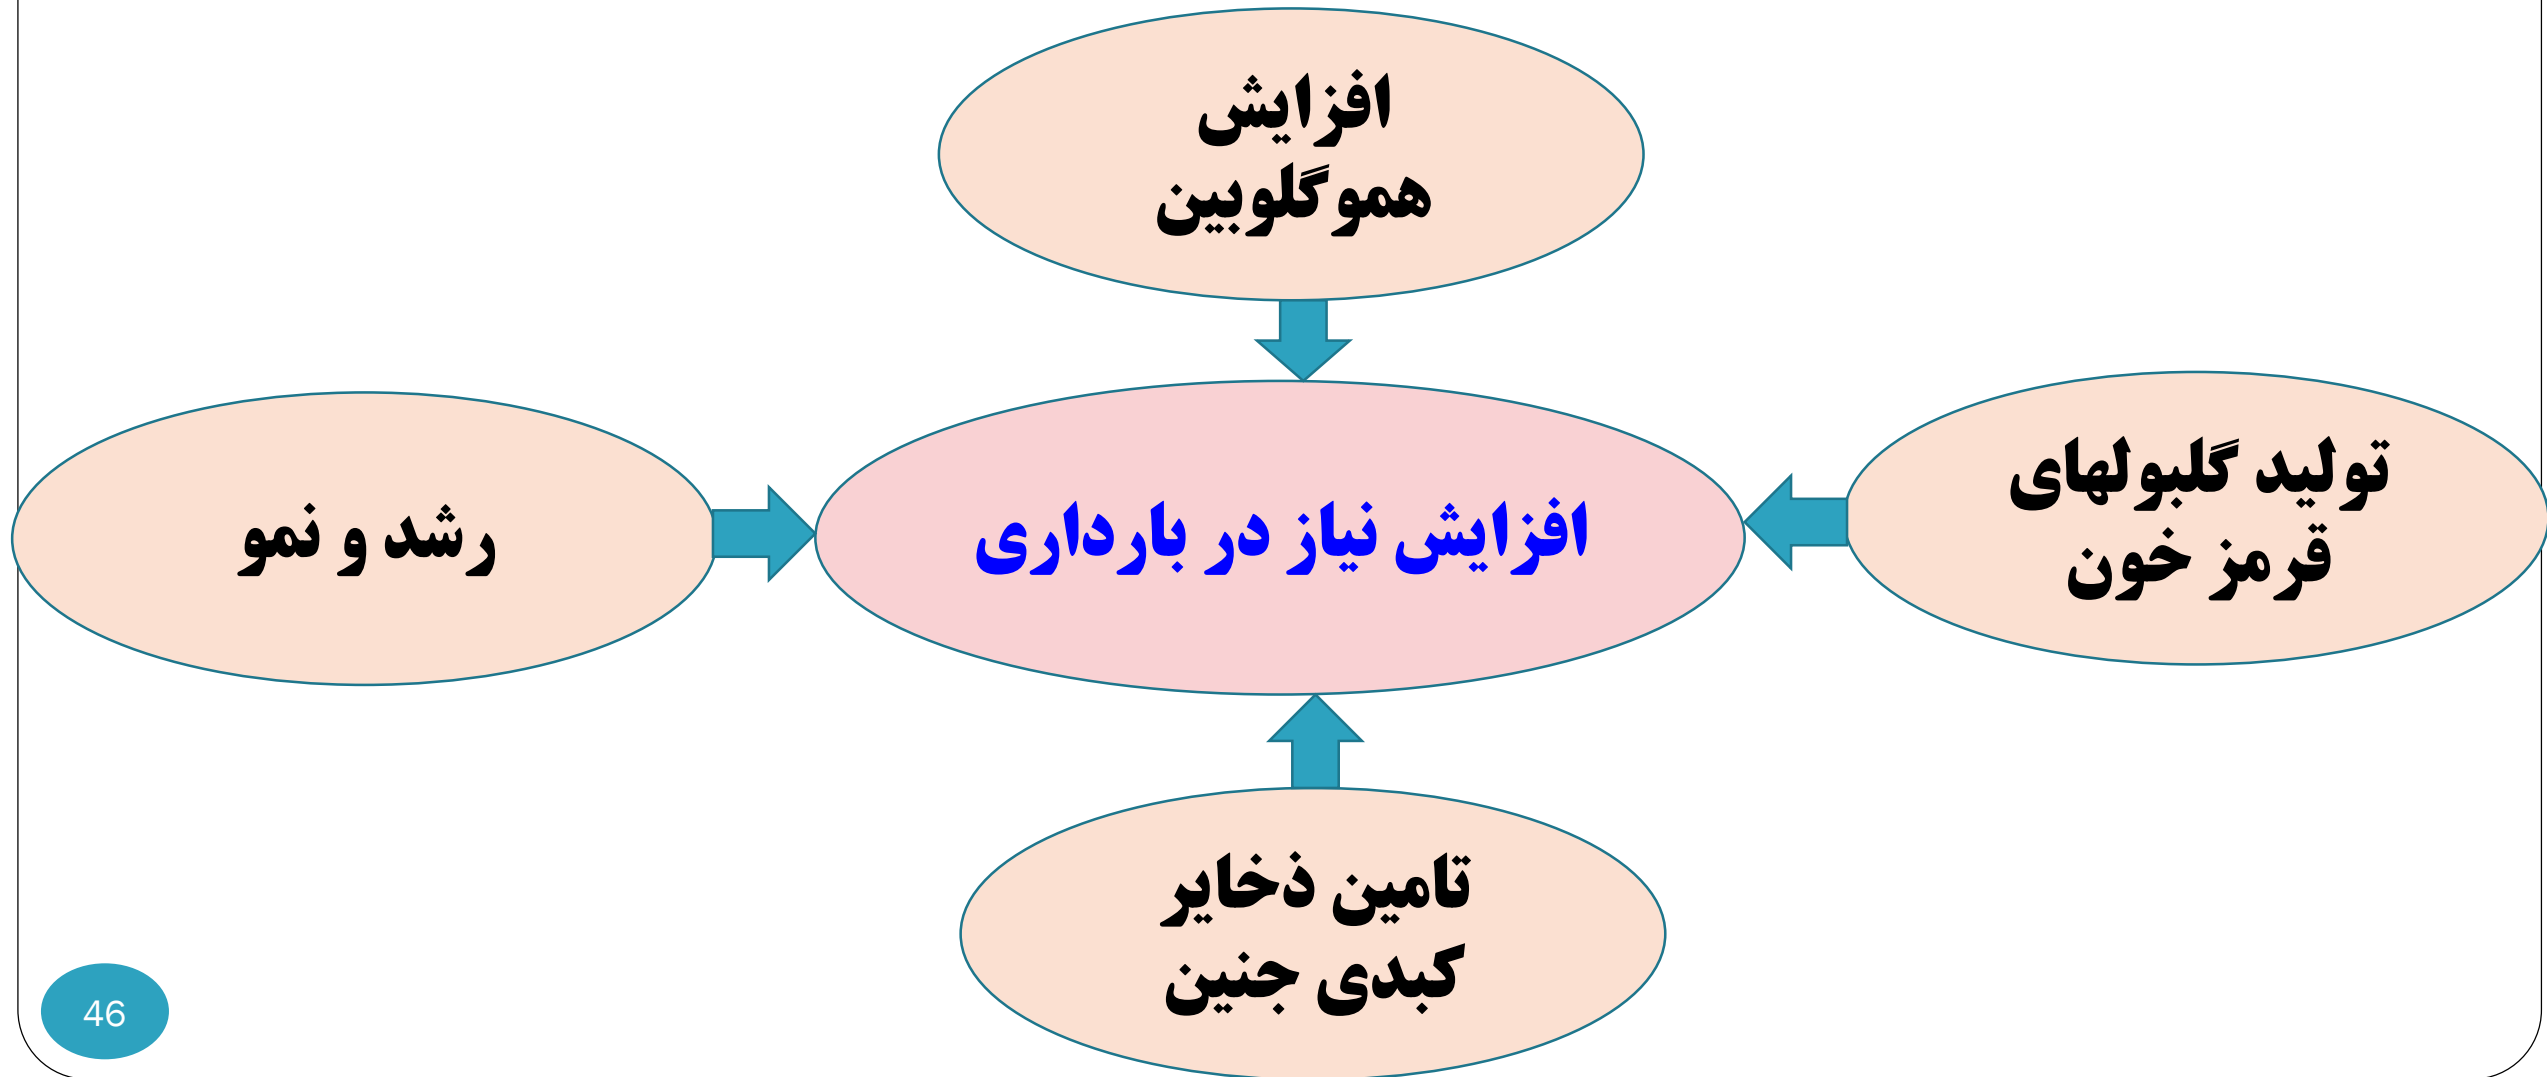 افزایش
هموگلوبین
تولید گلبولهای
قرمز خون
افزایش نیاز در بارداری
رشد و نمو
تامین ذخایر
کبدی جنین
46